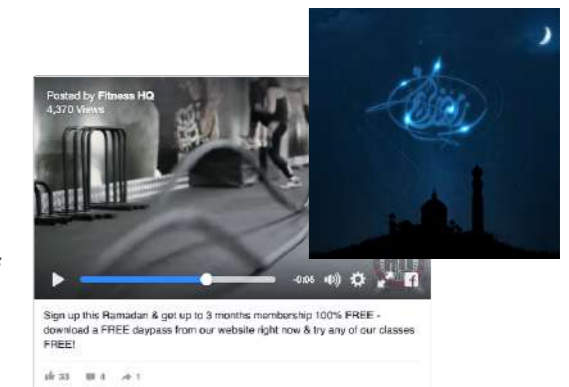 Posted by Fitness HQ
4,370 Views
رمضان
-0:06
Sign up this Ramadan & get up to 3 months membership 100% FREE -
download a FREE daypass from our website right now & try any of our classes
FREE!
33 4 1